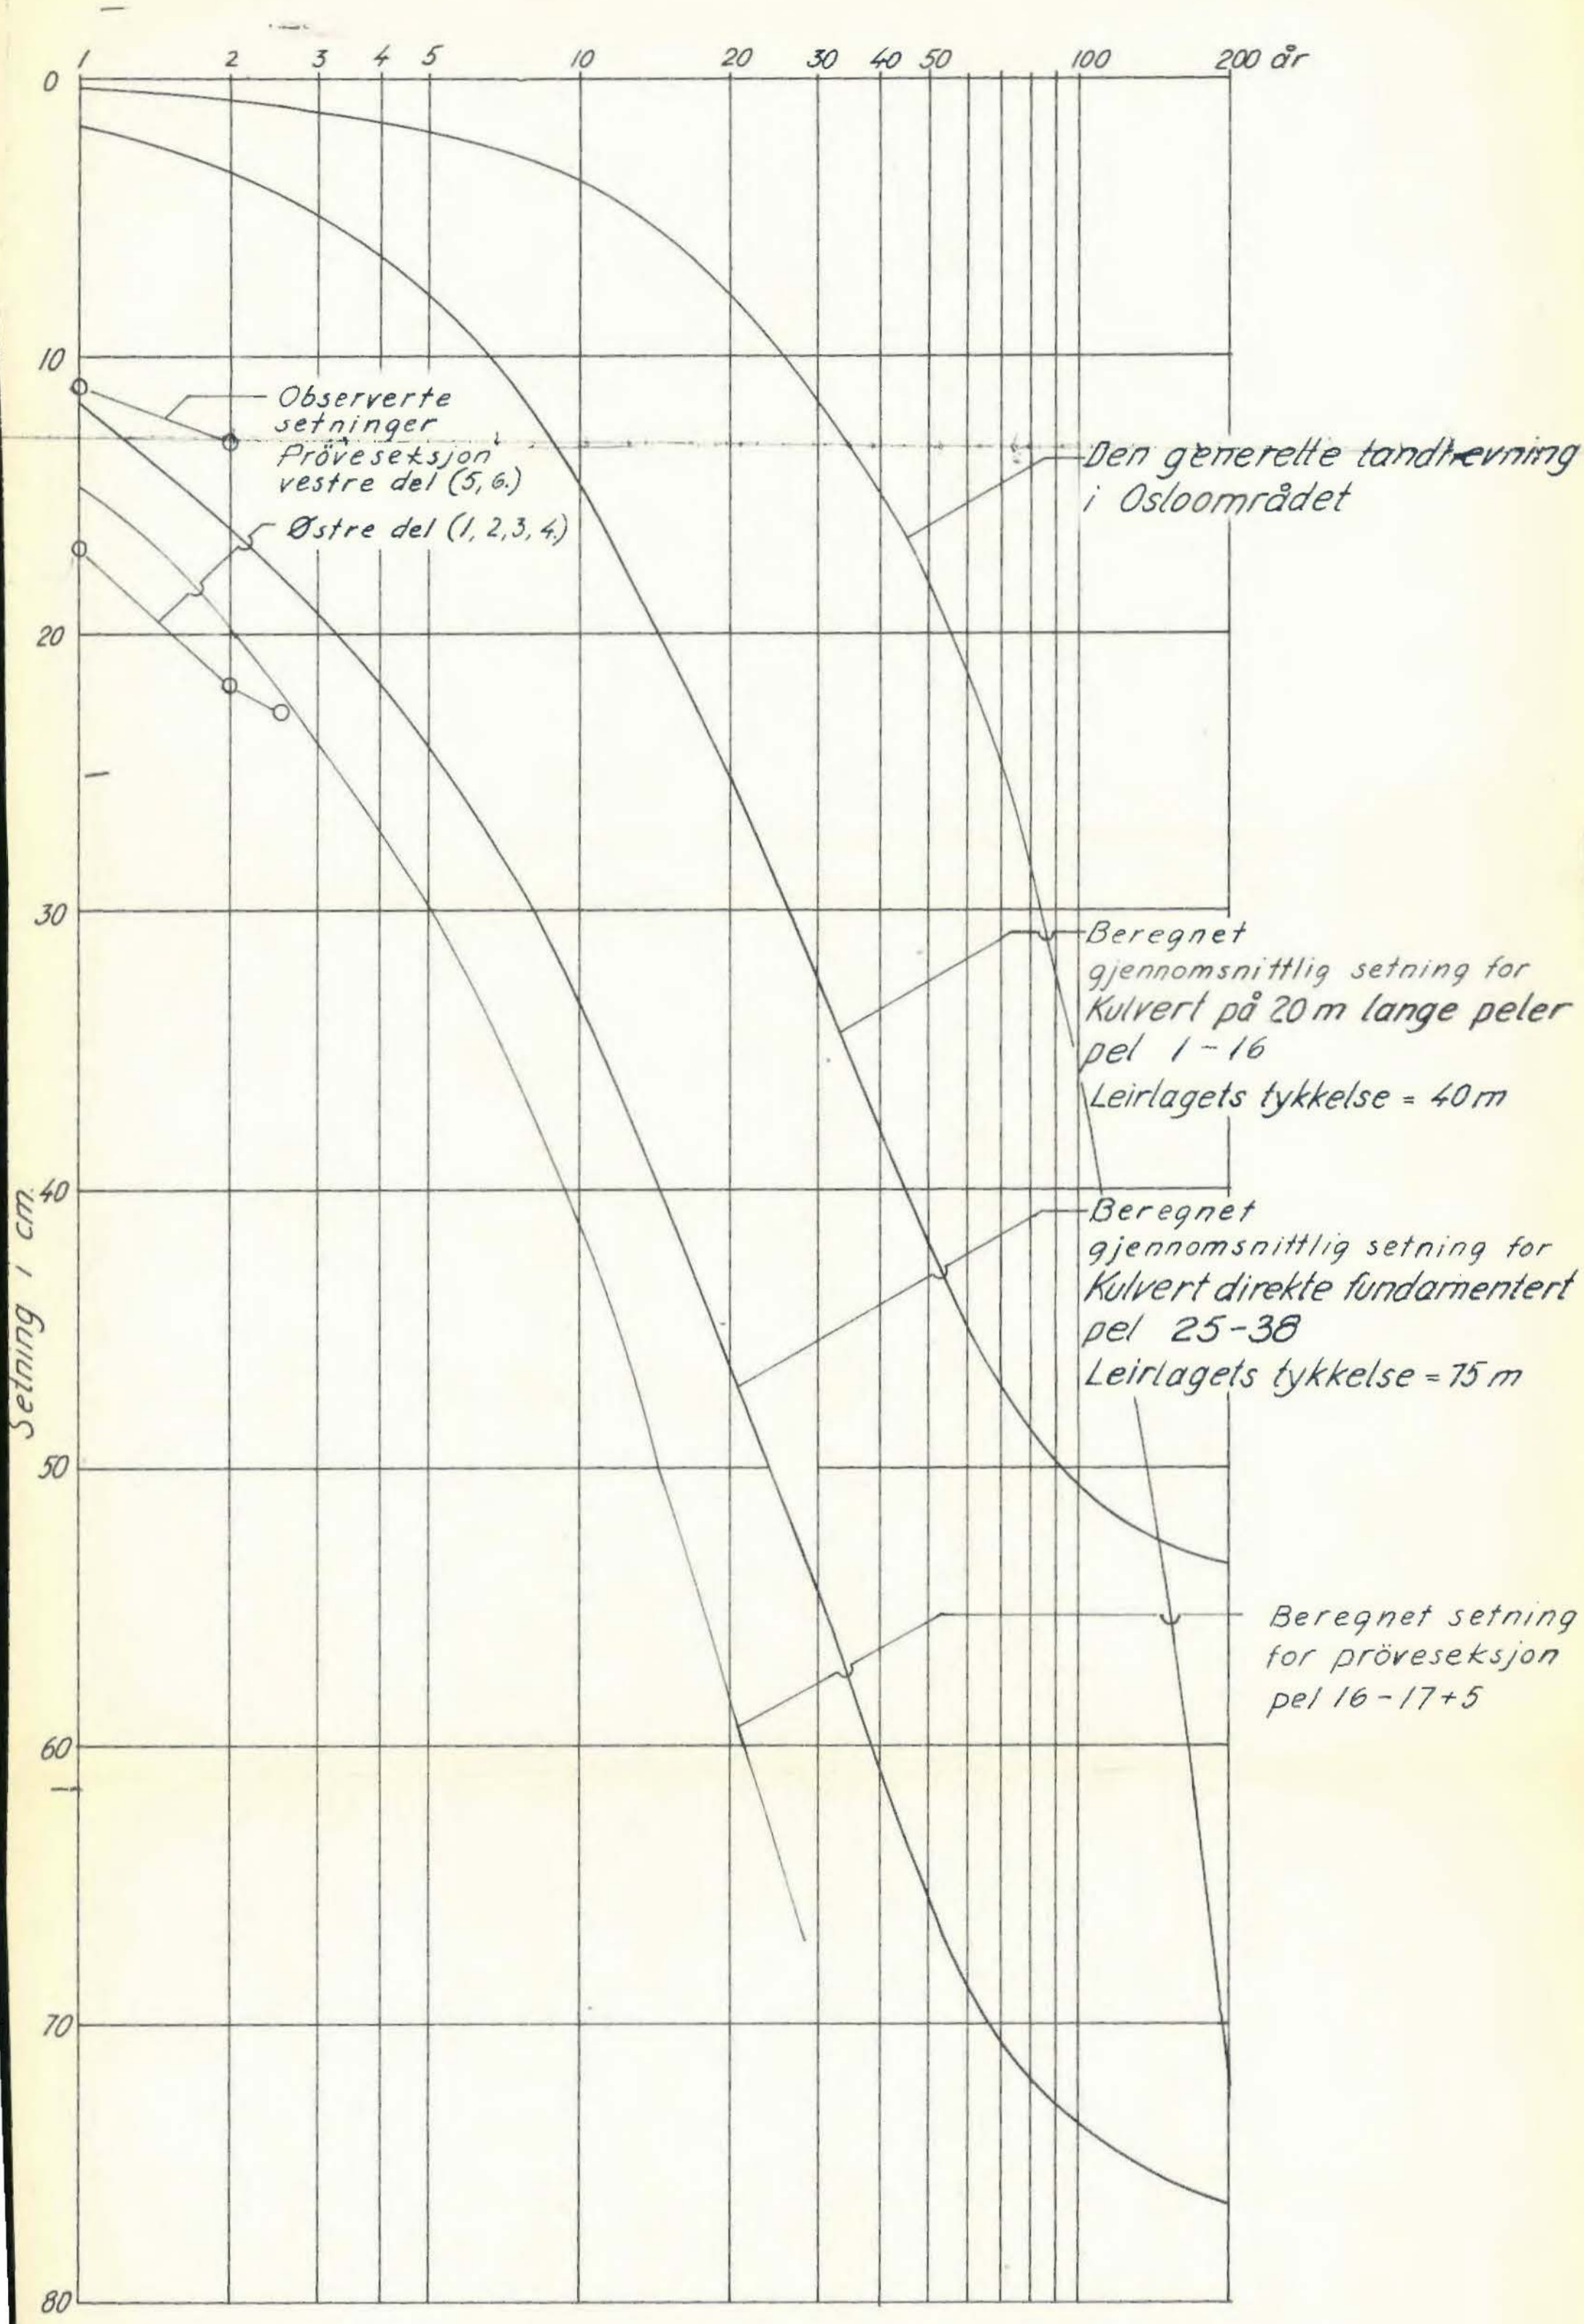 1 2 3 4 5 10 20 30 40 50 100 200 år
0
10
20
30
40
50
60
70
80
Setning i cm.
Observerte
setninger
Pröveseksjon
vestre del (5, 6.)
Østre del (1, 2, 3, 4.)
Den generelle landhevning
i Osloområdet
Beregnet
gjennomsnittlig setning for
Kulvert på 20 m lange peler
pel 1 - 16
Leirlagets tykkelse = 40 m
Beregnet
gjennomsnittlig setning for
Kulvert direkte fundamentert
pel 25 - 38
Leirlagets tykkelse = 75 m
Beregnet setning
for pröveseksjon
pel 16 - 17 + 5